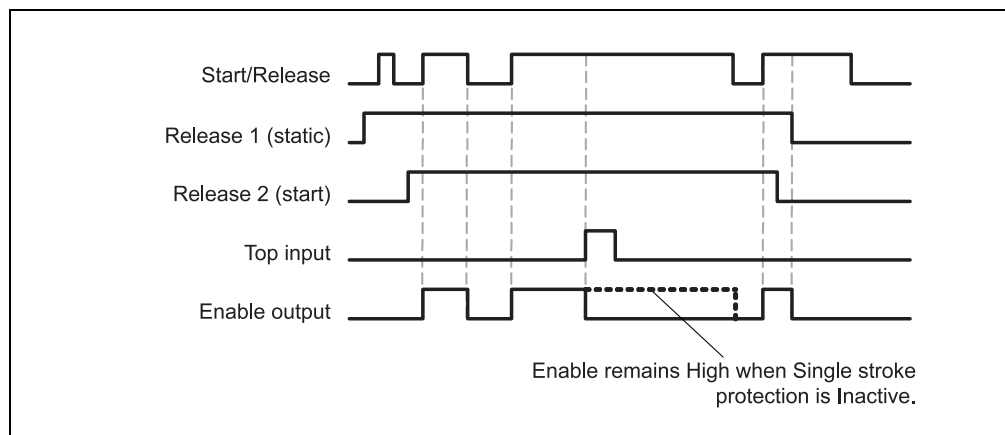 Start/Release
Release 1 (static)
Release 2 (start)
Top input
Enable output
Enable remains High when Single stroke
protection is Inactive.